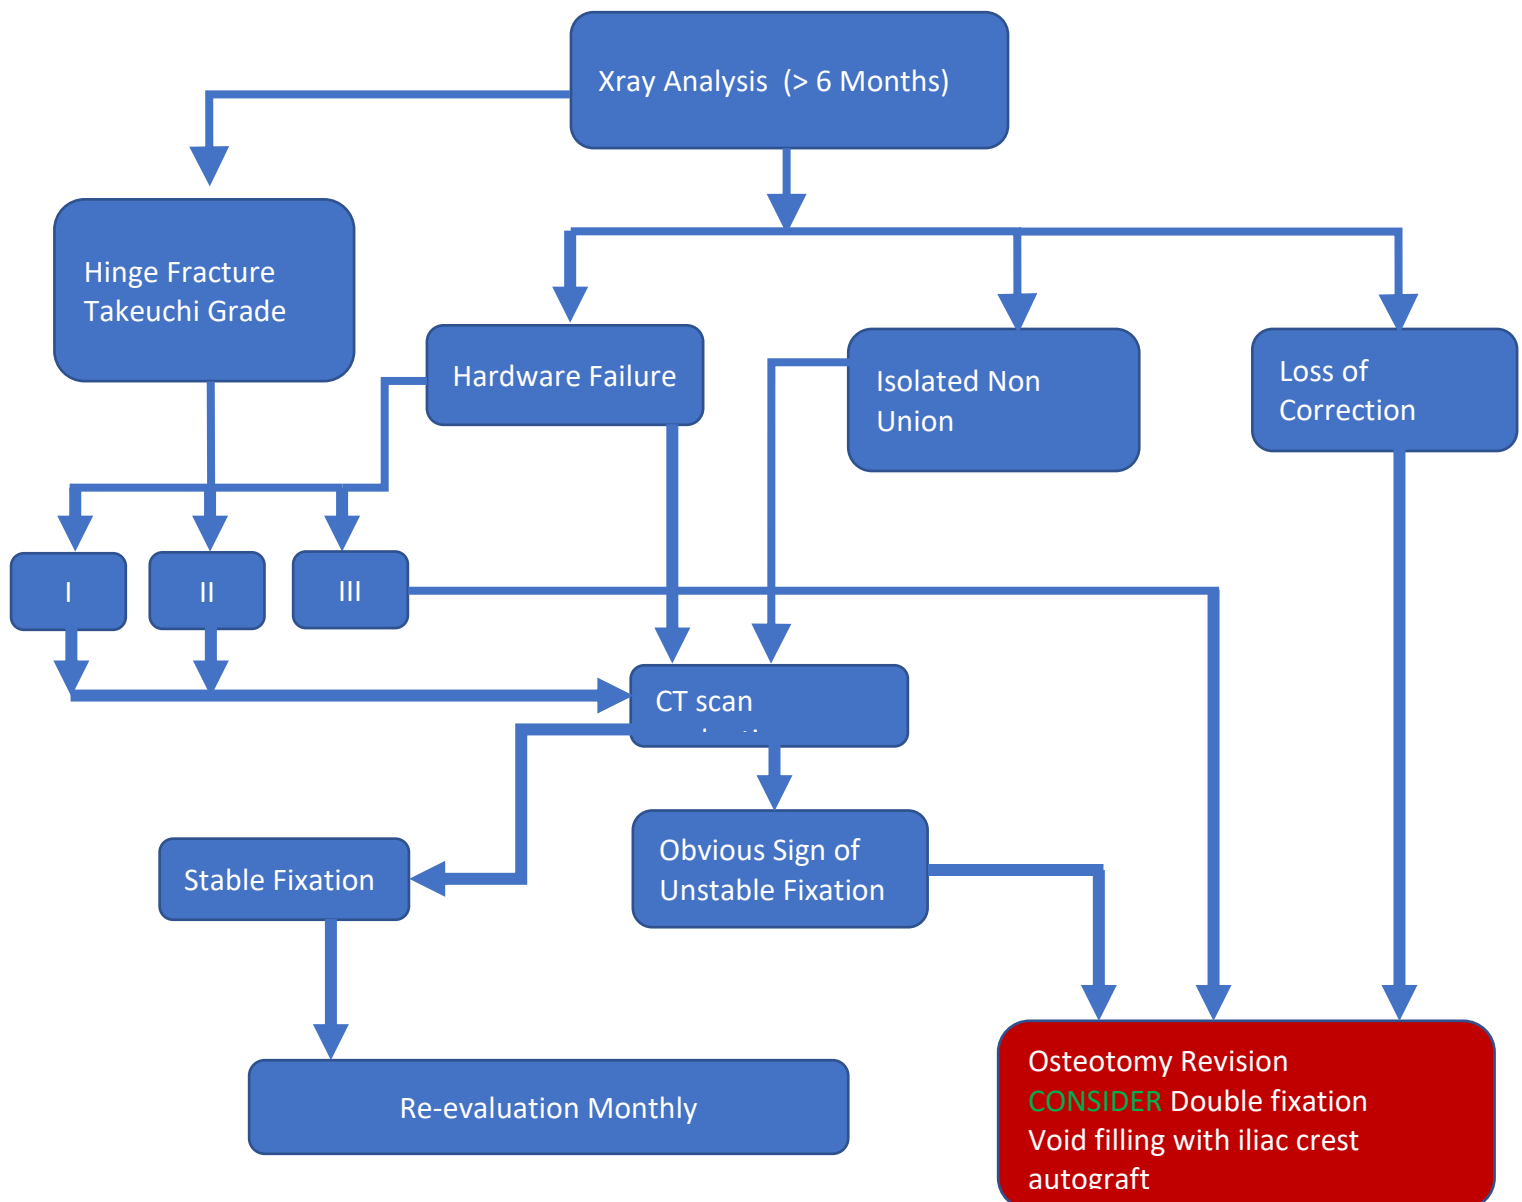 Xray Analysis (> 6 Months)
Hinge Fracture
Takeuchi Grade
Hardware Failure
Isolated Non
Union
Loss of
Correction
I
II
III
CT scan
Obvious Sign of
Unstable Fixation
Stable Fixation
Re-evaluation Monthly
Osteotomy Revision
CONSIDER Double fixation
Void filling with iliac crest
autograft